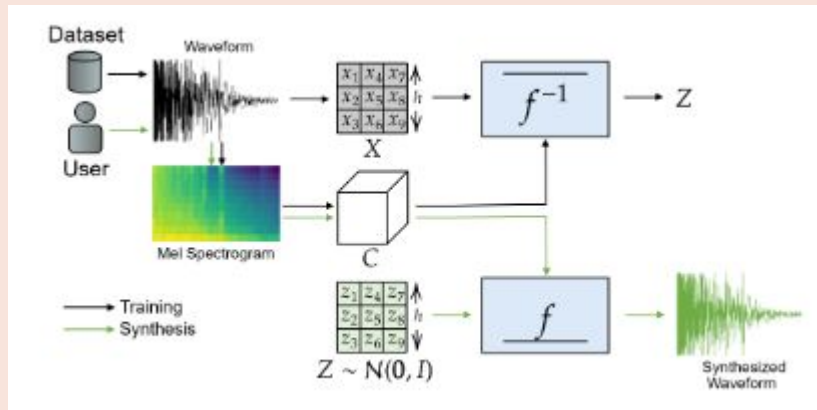 Dataset
Waveform
User
x₁ x₄ x₇
x₂ x₅ x₈
x₃ x₆ x₉
h
X
f⁻¹
Z
Mel Spectrogram
C
Training
Synthesis
z₁ z₄ z₇
z₂ z₅ z₈
z₃ z₆ z₉
h
Z ~ N(0, I)
f
Synthesized
Waveform